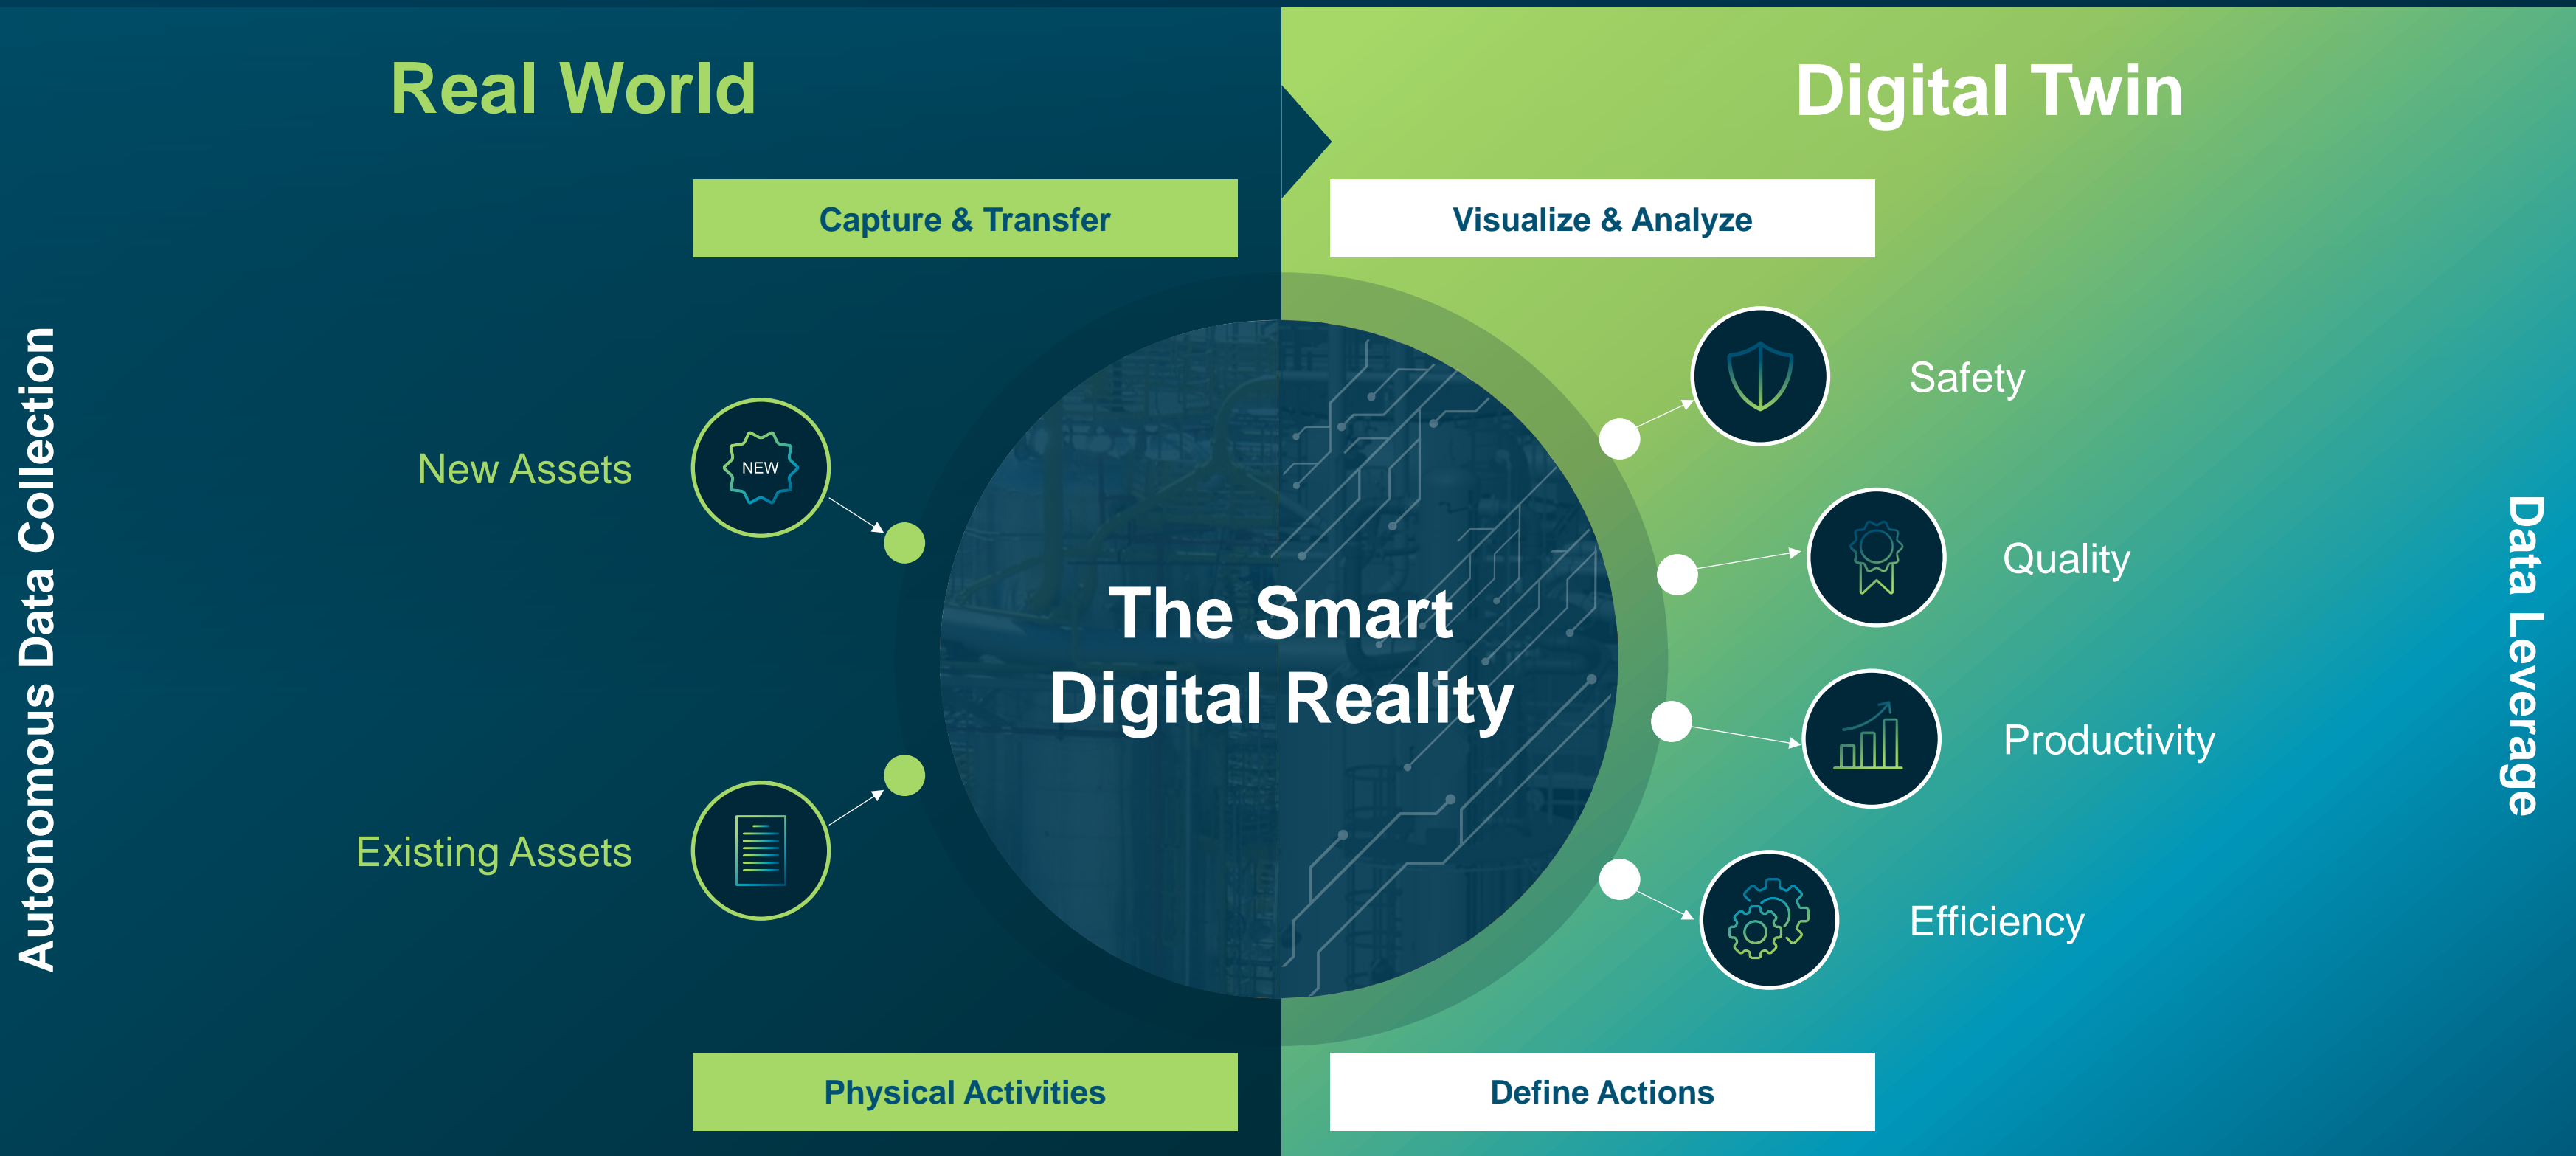 Real World
Digital Twin
Capture & Transfer
Visualize & Analyze
Autonomous Data Collection
New Assets
NEW
Existing Assets
The Smart
Digital Reality
Safety
Quality
Productivity
Efficiency
Data Leverage
Physical Activities
Define Actions